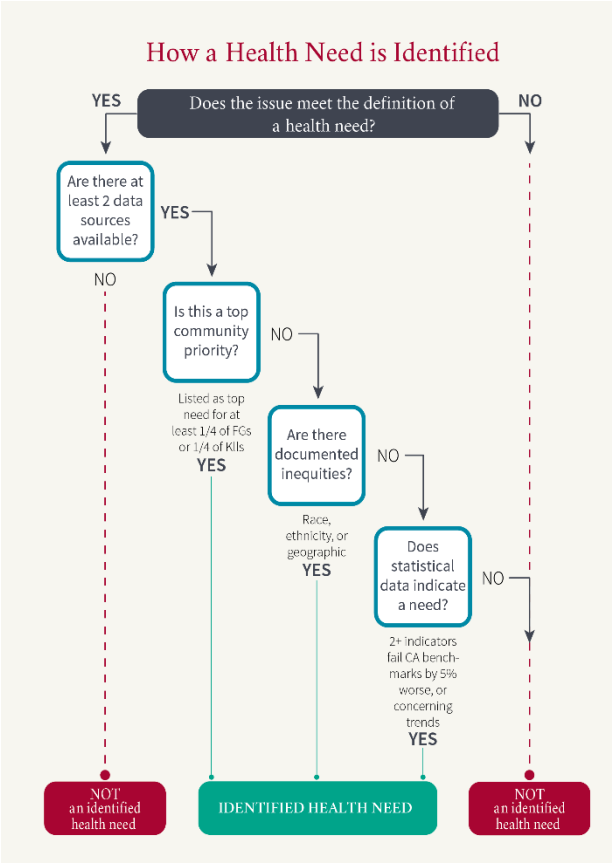 How a Health Need is Identified
YES
Does the issue meet the definition of
a health need?
NO
Are there at
least 2 data
sources
available?
YES
NO
Is this a top
community
priority?
NO
Listed as top
need for at
least 1/4 of FGs
or 1/4 of KIIs
YES
Are there
documented
inequities?
NO
Race,
ethnicity, or
geographic
YES
Does
statistical
data indicate
a need?
NO
2+ indicators
fail CA bench-
marks by 5%
worse, or
concerning
trends
YES
NOT
an identified
health need
IDENTIFIED HEALTH NEED
NOT
an identified
health need